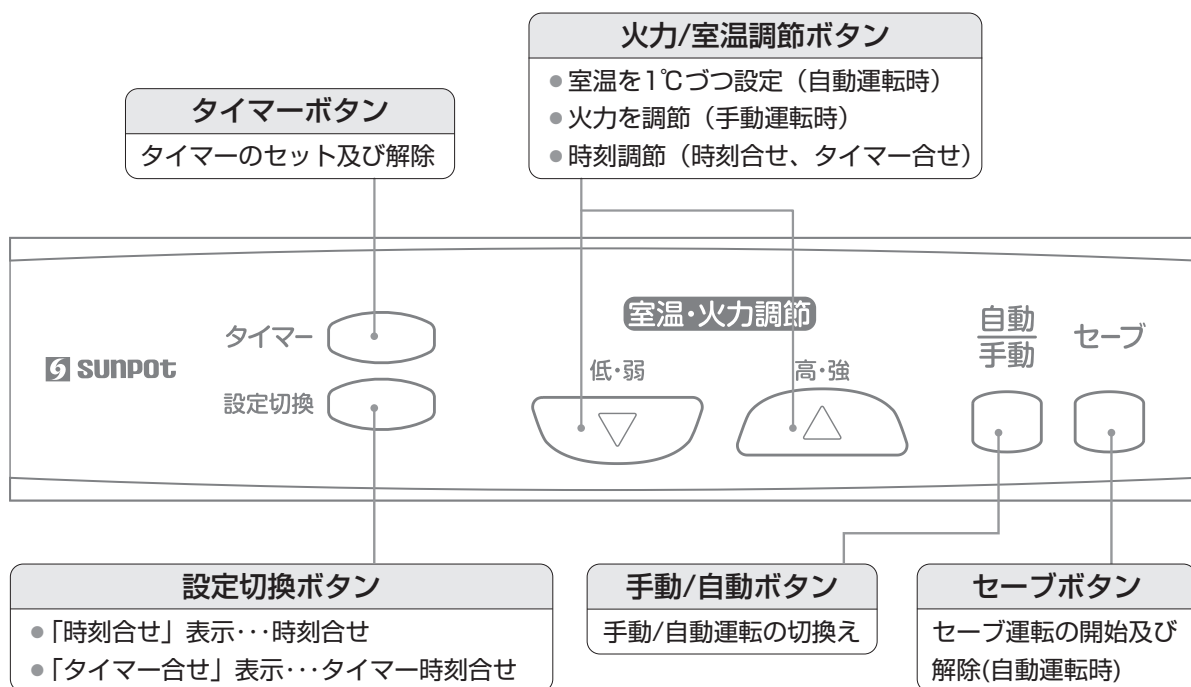 火力/室温調節ボタン
●室温を1℃づつ設定（自動運転時）
●火力を調節（手動運転時）
●時刻調節（時刻合せ、タイマー合せ）
タイマーボタン
タイマーのセット及び解除
sunpot
タイマー
設定切換
室温・火力調節
低・弱
高・強
自動
手動
セーブ
設定切換ボタン
●「時刻合せ」表示･･･時刻合せ
●「タイマー合せ」表示･･･タイマー時刻合せ
手動/自動ボタン
手動/自動運転の切換え
セーブボタン
セーブ運転の開始及び
解除(自動運転時)